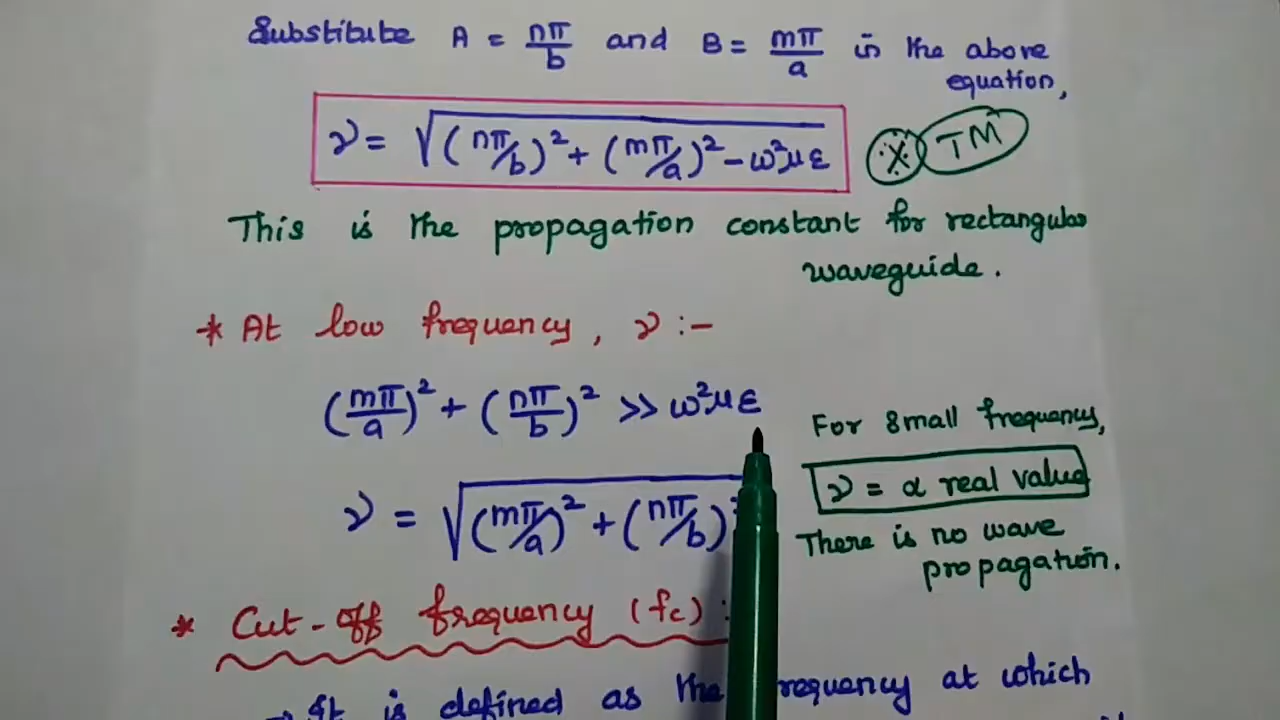 Substitute A = nπ/b and B = mπ/a in the above
equation,
ν = √(nπ/b)² + (mπ/a)² − ω²με
X TM
This is the propagation constant for rectangular
waveguide.
* At low frequency, ν :-
(mπ/a)² + (nπ/b)² >> ω²με
For small frequency,
ν = α real value
ν = √(mπ/a)² + (nπ/b)
There is no wave
propagation.
* Cut-off frequency (fc) :
→ It is defined as the requency at which